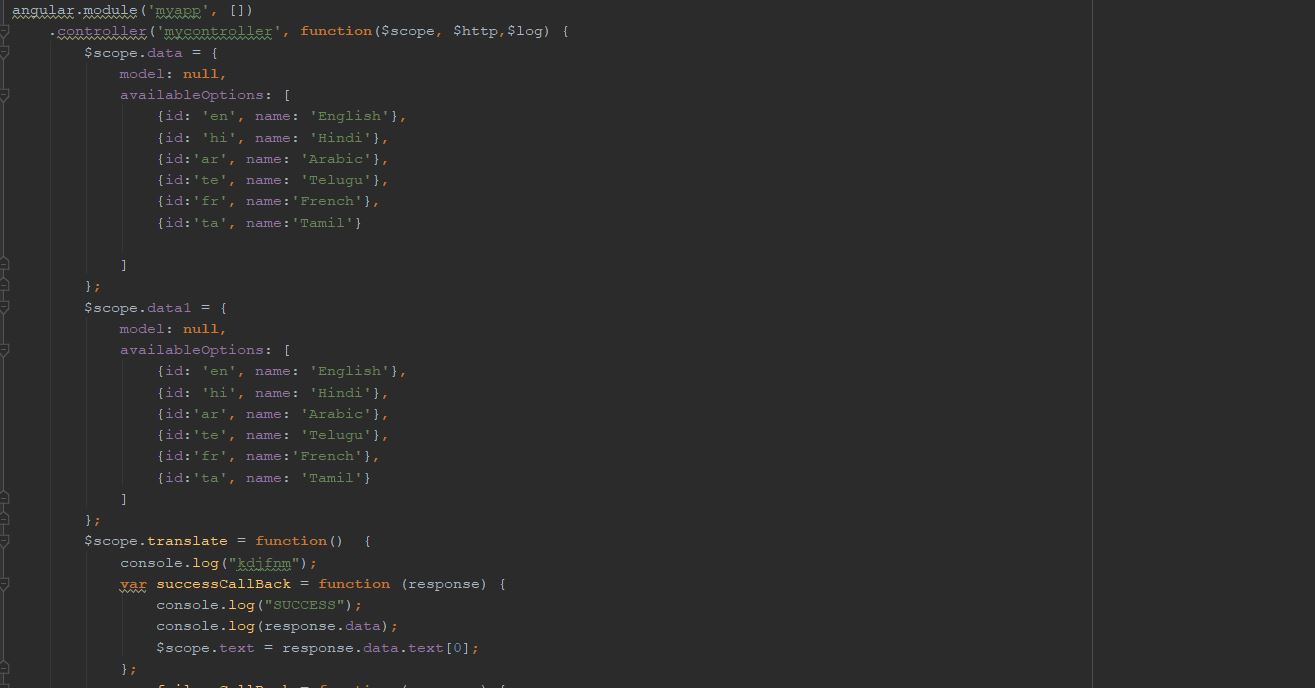 angular.module('myapp', [])
.controller('mycontroller', function($scope, $http,$log) {
$scope.data = {
model: null,
availableOptions: [
{id: 'en', name: 'English'},
{id: 'hi', name: 'Hindi'},
{id:'ar', name: 'Arabic'},
{id:'te', name: 'Telugu'},
{id:'fr', name:'French'},
{id:'ta', name:'Tamil'}
]
};
$scope.data1 = {
model: null,
availableOptions: [
{id: 'en', name: 'English'},
{id: 'hi', name: 'Hindi'},
{id:'ar', name: 'Arabic'},
{id:'te', name: 'Telugu'},
{id:'fr', name:'French'},
{id:'ta', name: 'Tamil'}
]
};
$scope.translate = function()  {
console.log("kdjfnm");
var successCallBack = function (response) {
console.log("SUCCESS");
console.log(response.data);
$scope.text = response.data.text[0];
};